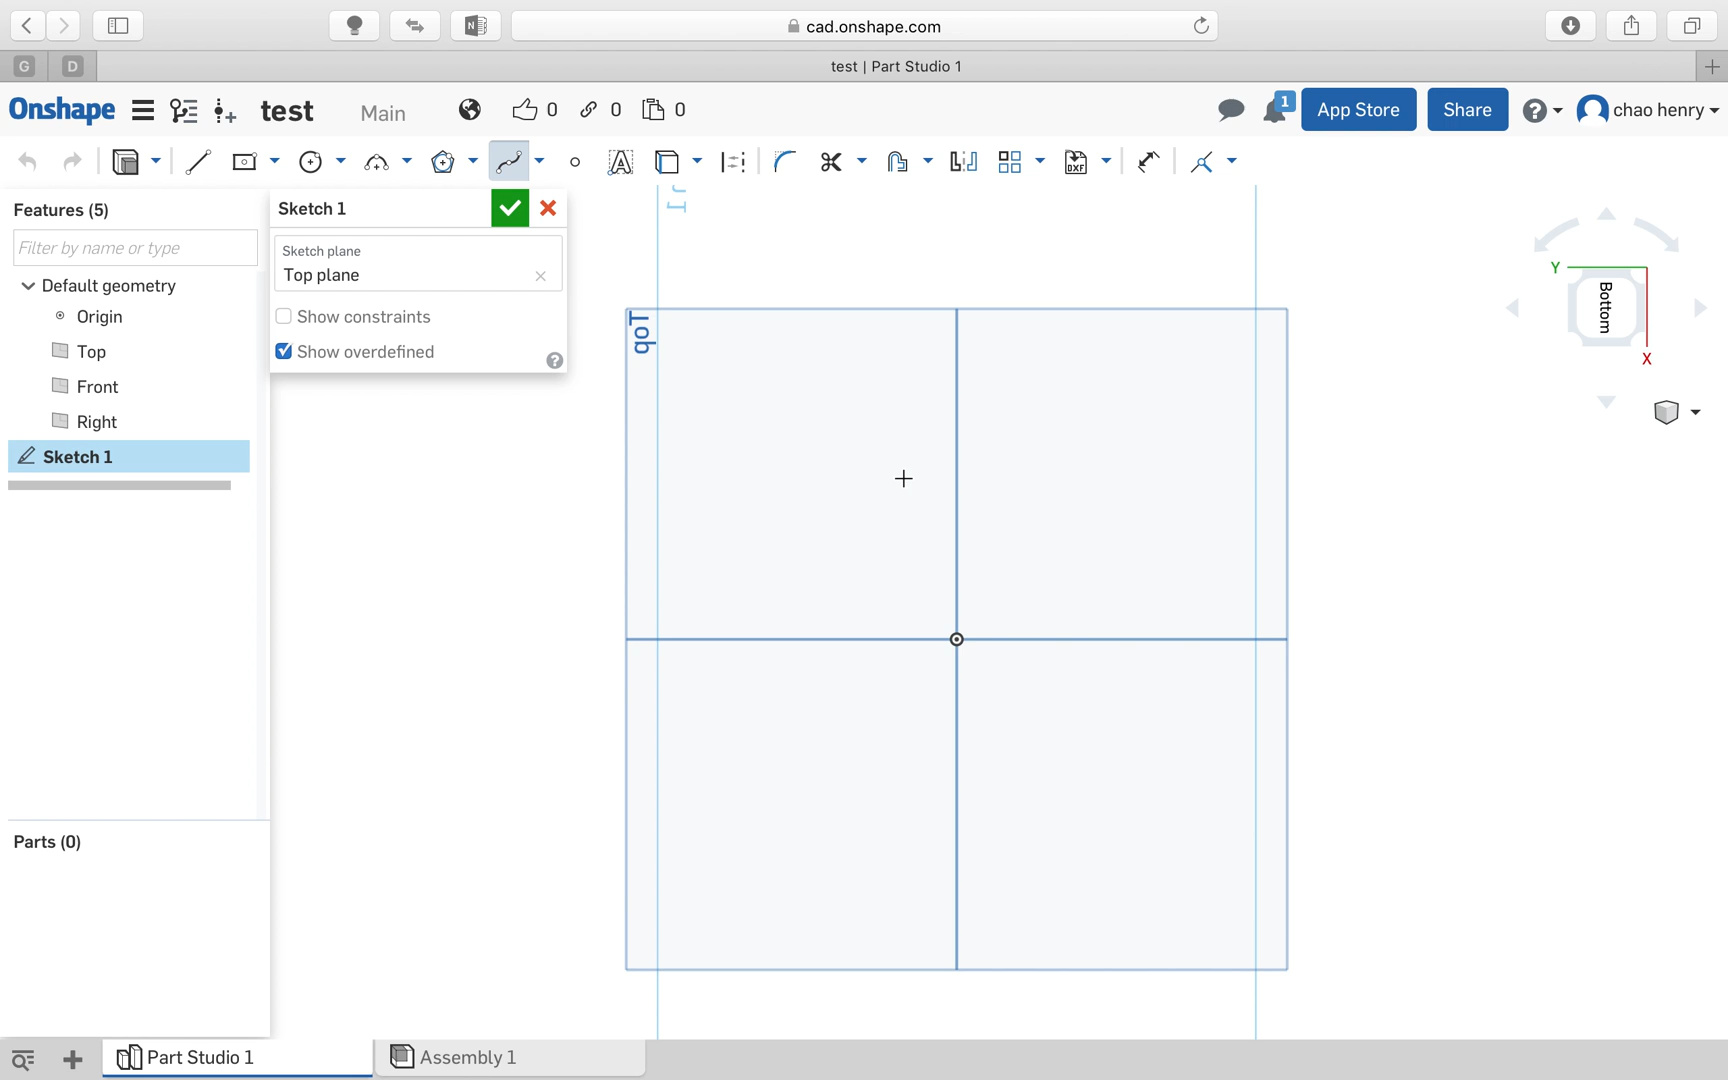 cad.onshape.com
G
D
test | Part Studio 1
Onshape
test
Main
0
0
0
1
App Store
Share
chao henry
DXF
Features (5)
Filter by name or type
Default geometry
Origin
Top
Front
Right
Sketch 1
Sketch 1
Sketch plane
Top plane
Show constraints
Show overdefined
Top
Y
Bottom
X
Parts (0)
Part Studio 1
Assembly 1